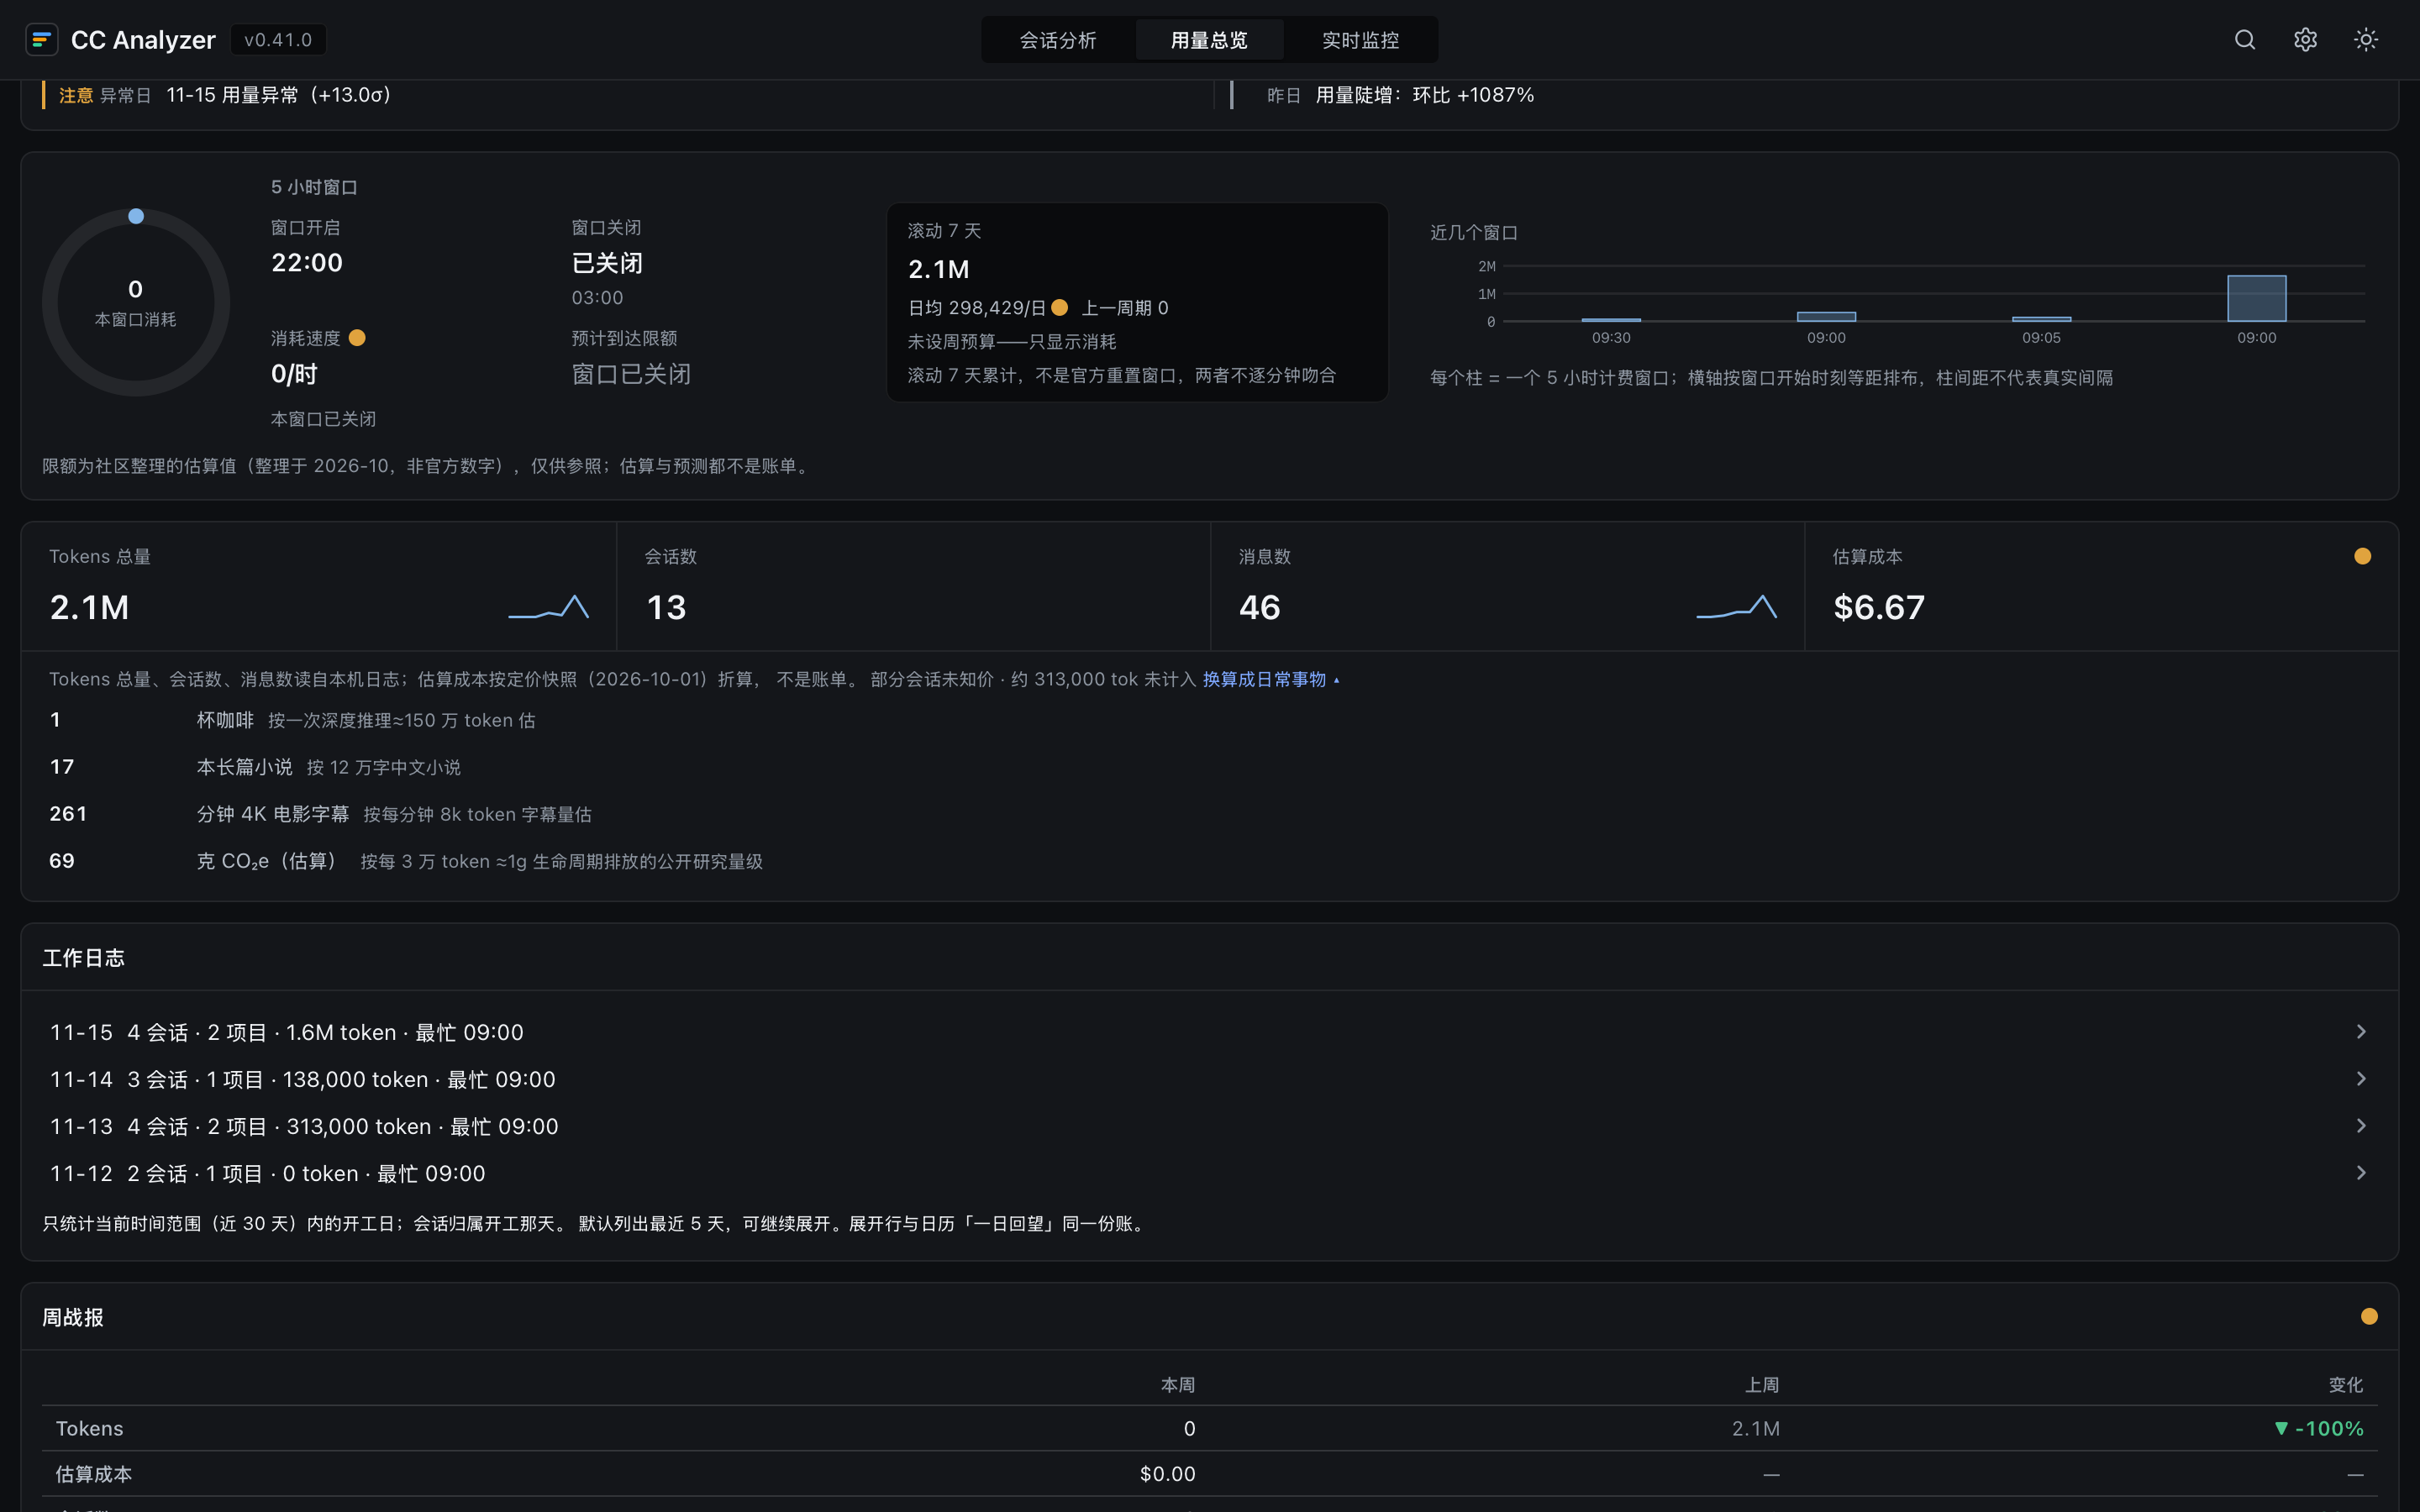 CC Analyzer v0.41.0 会话分析 用量总览 实时监控
注意 异常日 11-15 用量异常（+13.0σ）
昨日 用量陡增：环比 +1087%
0
本窗口消耗
5 小时窗口
窗口开启
22:00
窗口关闭
已关闭
03:00
消耗速度
0/时
本窗口已关闭
预计到达限额
窗口已关闭
滚动 7 天
2.1M
日均 298,429/日 上一周期 0
未设周预算——只显示消耗
滚动 7 天累计，不是官方重置窗口，两者不逐分钟吻合
近几个窗口
2M
1M
0
09:30 09:00 09:05 09:00
每个柱 = 一个 5 小时计费窗口；横轴按窗口开始时刻等距排布，柱间距不代表真实间隔
限额为社区整理的估算值（整理于 2026-10，非官方数字），仅供参照；估算与预测都不是账单。
Tokens 总量
2.1M
会话数
13
消息数
46
估算成本
$6.67
Tokens 总量、会话数、消息数读自本机日志；估算成本按定价快照（2026-10-01）折算， 不是账单。 部分会话未知价 · 约 313,000 tok 未计入 换算成日常事物 ▴
1 杯咖啡 按一次深度推理≈150 万 token 估
17 本长篇小说 按 12 万字中文小说
261 分钟 4K 电影字幕 按每分钟 8k token 字幕量估
69 克 CO₂e（估算） 按每 3 万 token ≈1g 生命周期排放的公开研究量级
工作日志
11-15 4 会话 · 2 项目 · 1.6M token · 最忙 09:00
11-14 3 会话 · 1 项目 · 138,000 token · 最忙 09:00
11-13 4 会话 · 2 项目 · 313,000 token · 最忙 09:00
11-12 2 会话 · 1 项目 · 0 token · 最忙 09:00
只统计当前时间范围（近 30 天）内的开工日；会话归属开工那天。 默认列出最近 5 天，可继续展开。展开行与日历「一日回望」同一份账。
周战报
本周 上周 变化
Tokens 0 2.1M ▼ -100%
估算成本 $0.00 — —